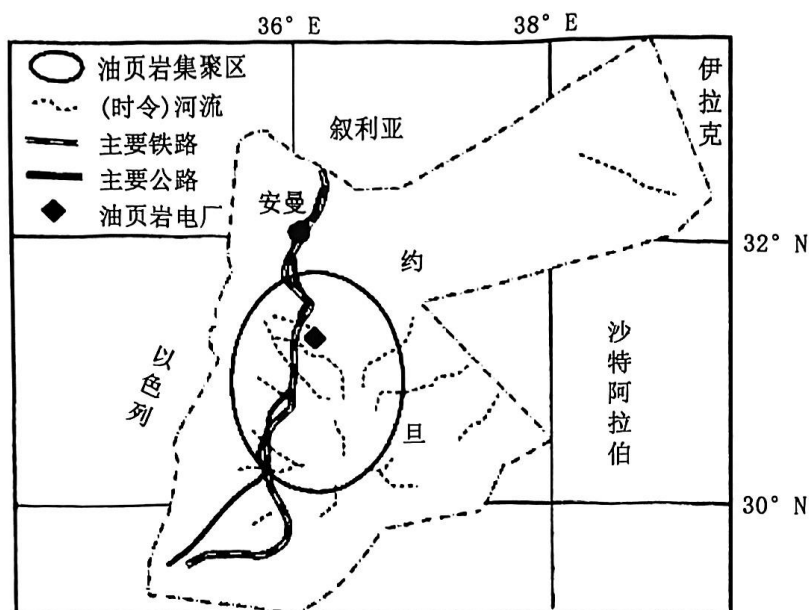 36° E
38° E
油页岩集聚区
(时令)河流
主要铁路
主要公路
油页岩电厂
叙利亚
伊拉克
安曼
32° N
约
以色列
沙特阿拉伯
旦
30° N